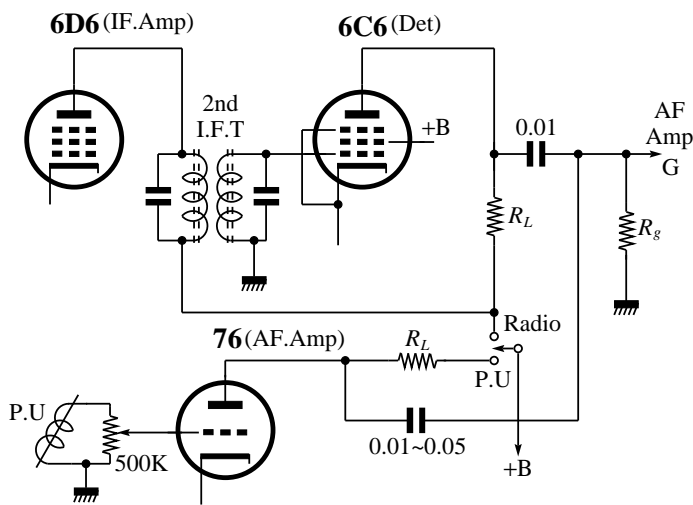 6D6 (IF.Amp)
6C6 (Det)
2nd
I.F.T
+B
0.01
AF
Amp
G
R_L
R_g
Radio
76 (AF.Amp)
R_L
P.U
P.U
500K
0.01~0.05
+B